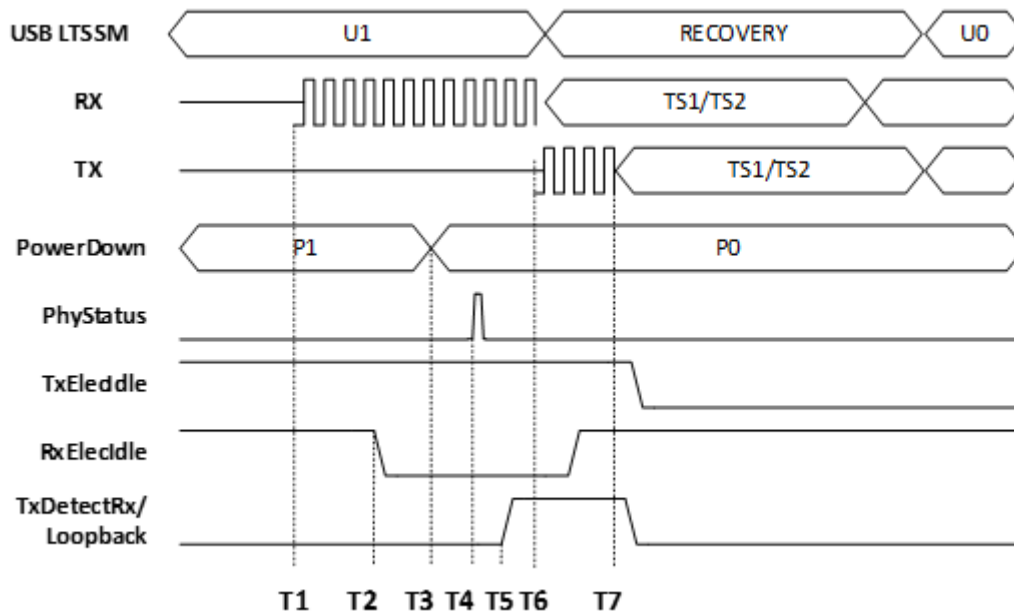 USB LTSSM U1 RECOVERY U0
RX TS1/TS2
TX TS1/TS2
PowerDown P1 P0
PhyStatus
TxElecIdle
RxElecIdle
TxDetectRx/
Loopback
T1 T2 T3 T4 T5 T6 T7